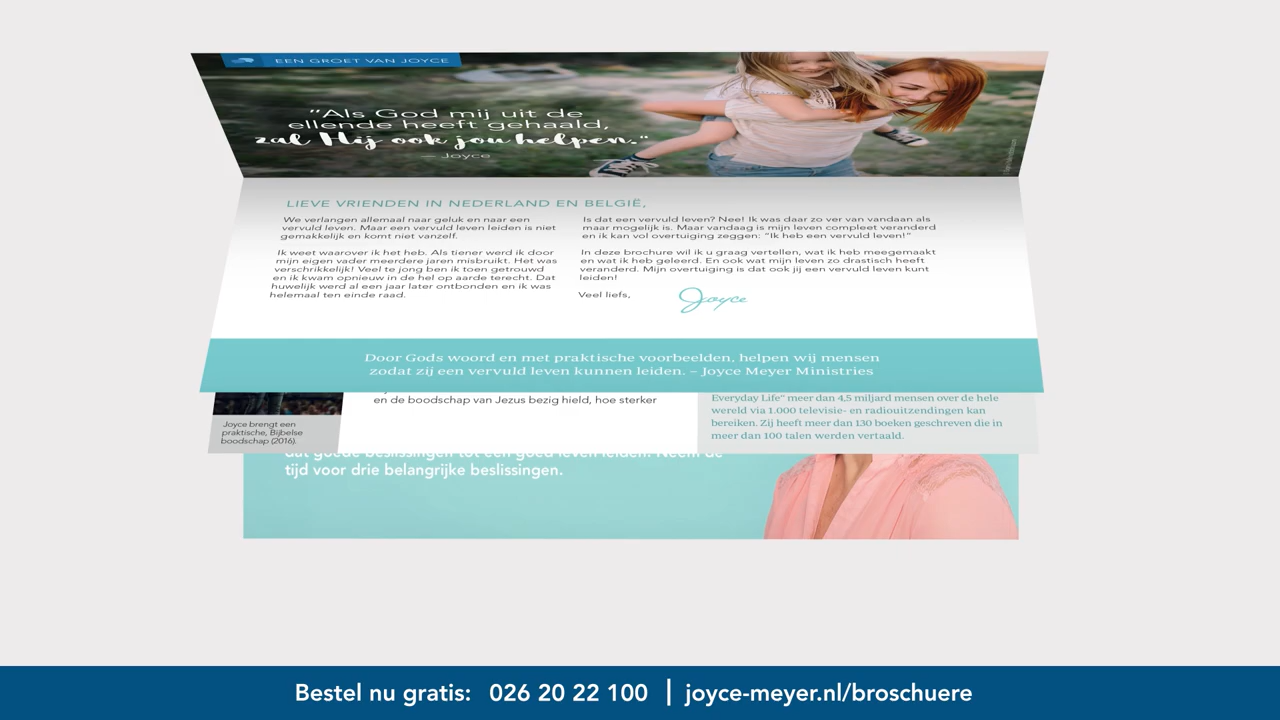 EEN GROET VAN JOYCE
"Als God mij uit de
ellende heeft gehaald,
zal Hij ook jou helpen."
— Joyce
LIEVE VRIENDEN IN NEDERLAND EN BELGIË,
We verlangen allemaal naar geluk en naar een
vervuld leven. Maar een vervuld leven leiden is niet
gemakkelijk en komt niet vanzelf.
Ik weet waarover ik het heb. Als tiener werd ik door
mijn eigen vader meerdere jaren misbruikt. Het was
verschrikkelijk! Veel te jong ben ik toen getrouwd
en ik kwam opnieuw in de hel op aarde terecht. Dat
huwelijk werd al een jaar later ontbonden en ik was
helemaal ten einde raad.
Is dat een vervuld leven? Nee! Ik was daar zo ver van vandaan als
maar mogelijk is. Maar vandaag is mijn leven compleet veranderd
en ik kan vol overtuiging zeggen: "Ik heb een vervuld leven!"
In deze brochure wil ik u graag vertellen, wat ik heb meegemaakt
en wat ik heb geleerd. En ook wat mijn leven zo drastisch heeft
veranderd. Mijn overtuiging is dat ook jij een vervuld leven kunt
leiden!
Veel liefs,
Joyce
Door Gods woord en met praktische voorbeelden, helpen wij mensen
zodat zij een vervuld leven kunnen leiden. – Joyce Meyer Ministries
Joyce brengt een
praktische, Bijbelse
boodschap (2016).
en de boodschap van Jezus bezig hield, hoe sterker
Everyday Life" meer dan 4,5 miljard mensen over de hele
wereld via 1.000 televisie- en radiouitzendingen kan
bereiken. Zij heeft meer dan 130 boeken geschreven die in
meer dan 100 talen werden vertaald.
dat goede beslissingen tot een goed leven leiden! Neem de
tijd voor drie belangrijke beslissingen.
Bestel nu gratis: 026 20 22 100 | joyce-meyer.nl/broschuere